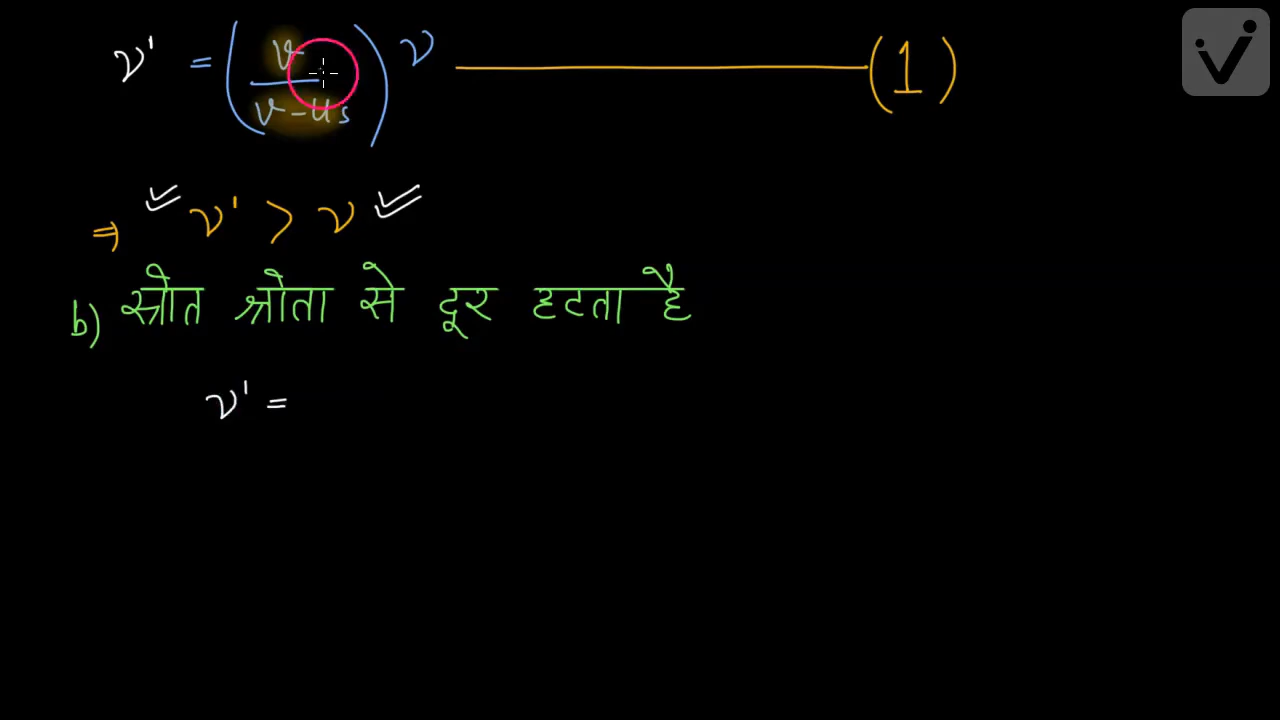 ν' = (v / v - us) ν ——— (1)
⇒ ν' > ν
b) स्रोत श्रोता से दूर हटता है
ν' =